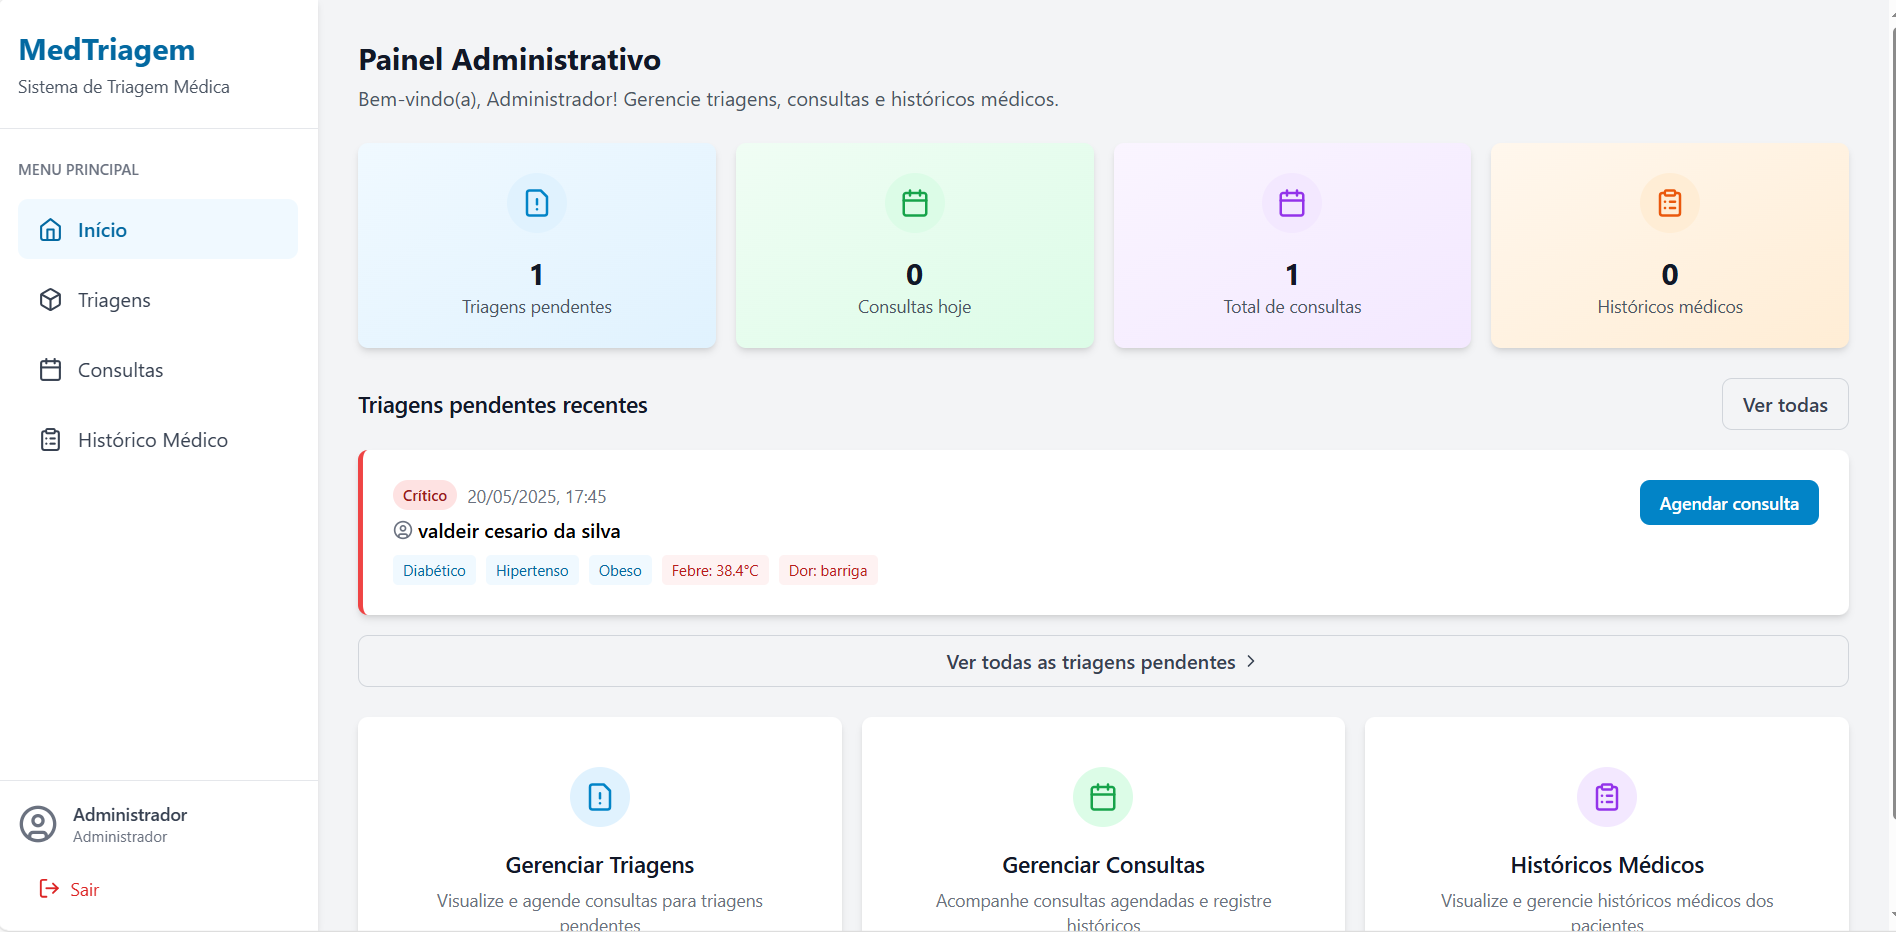 MedTriagem
Sistema de Triagem Médica
MENU PRINCIPAL
Início
Triagens
Consultas
Histórico Médico
Administrador
Administrador
Sair
Painel Administrativo
Bem-vindo(a), Administrador! Gerencie triagens, consultas e históricos médicos.
1
Triagens pendentes
0
Consultas hoje
1
Total de consultas
0
Históricos médicos
Triagens pendentes recentes
Ver todas
Crítico 20/05/2025, 17:45
valdeir cesario da silva
Diabético Hipertenso Obeso Febre: 38.4°C Dor: barriga
Agendar consulta
Ver todas as triagens pendentes
Gerenciar Triagens
Visualize e agende consultas para triagens
pendentes
Gerenciar Consultas
Acompanhe consultas agendadas e registre
históricos
Históricos Médicos
Visualize e gerencie históricos médicos dos
pacientes